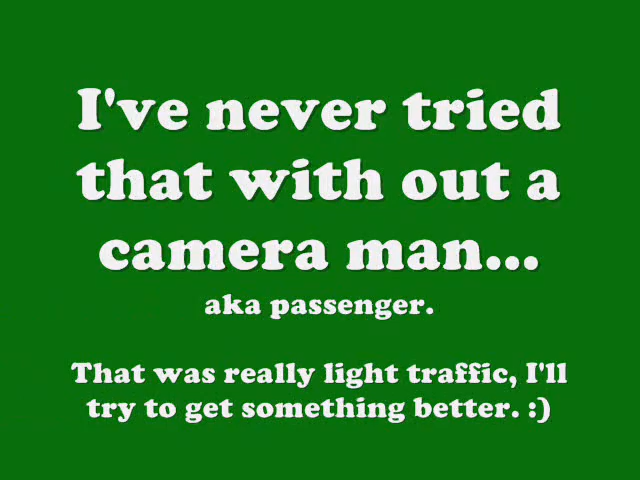 I've never tried
that with out a
camera man...
aka passenger.
That was really light traffic, I'll
try to get something better. :)